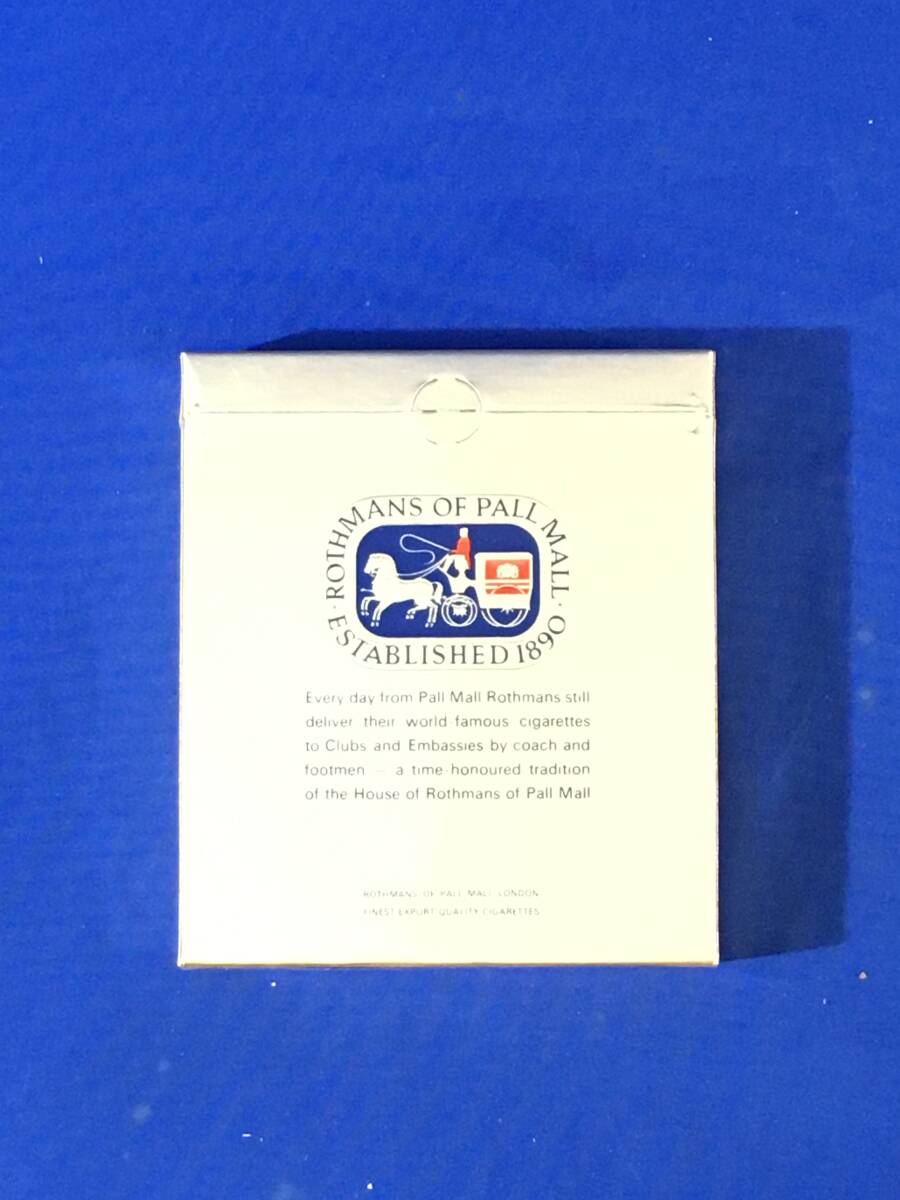 ROTHMANS OF PALL MALL
· ESTABLISHED 1890 ·
Every day from Pall Mall Rothmans still
deliver their world famous cigarettes
to Clubs and Embassies by coach and
footmen – a time-honoured tradition
of the House of Rothmans of Pall Mall
ROTHMANS OF PALL MALL LONDON
FINEST EXPORT QUALITY CIGARETTES